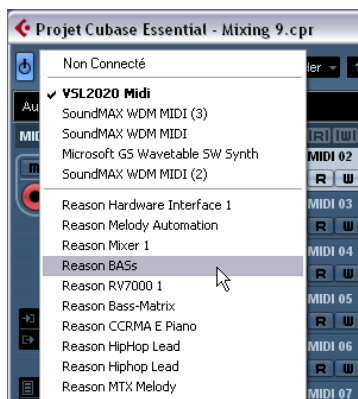 Projet Cubase Essential - Mixing 9.cpr
Non Connecté
VSL2020 Midi
SoundMAX WDM MIDI (3)
SoundMAX WDM MIDI
Microsoft GS Wavetable SW Synth
SoundMAX WDM MIDI (2)
Reason Hardware Interface 1
Reason Melody Automation
Reason Mixer 1
Reason BASs
Reason RV7000 1
Reason Bass-Matrix
Reason CCRMA E Piano
Reason HipHop Lead
Reason Hiphop Lead
Reason MTX Melody
der
Au
MID
m
R W
MIDI 02
R W
MIDI 03
R W
MIDI 04
R W
MIDI 05
R W
MIDI 06
R W
MIDI 07